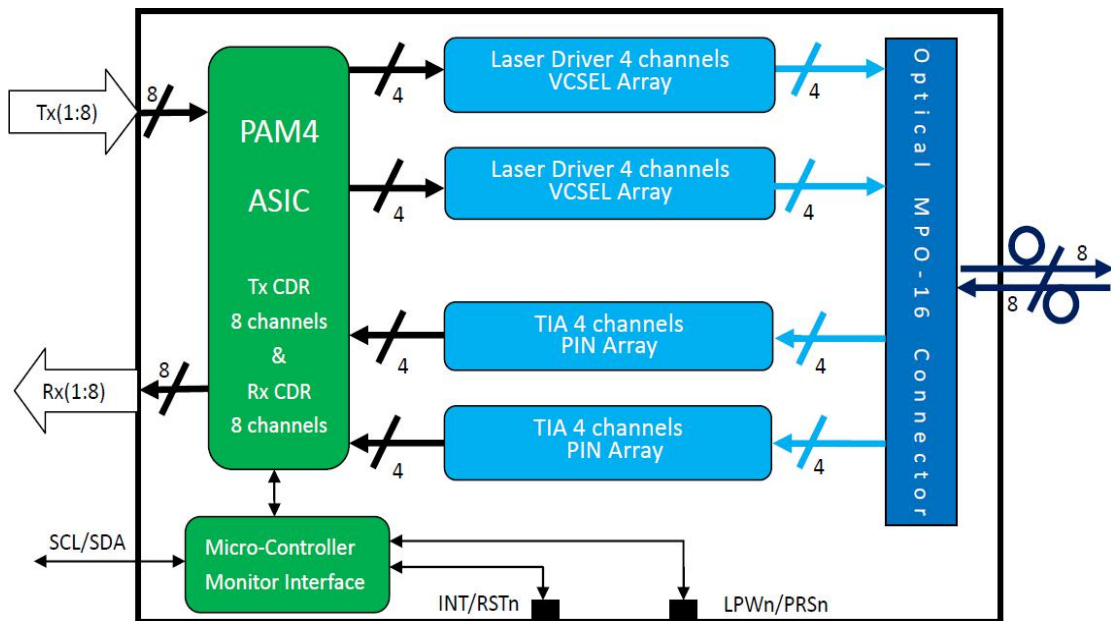 Tx(1:8)
8
PAM4
ASIC
Tx CDR
8 channels
&
Rx CDR
8 channels
4
Laser Driver 4 channels
VCSEL Array
4
4
Laser Driver 4 channels
VCSEL Array
4
4
TIA 4 channels
PIN Array
4
4
TIA 4 channels
PIN Array
4
Optical MPO-16 Connector
8
8
Rx(1:8)
8
SCL/SDA
Micro-Controller
Monitor Interface
INT/RSTn
LPWn/PRSn